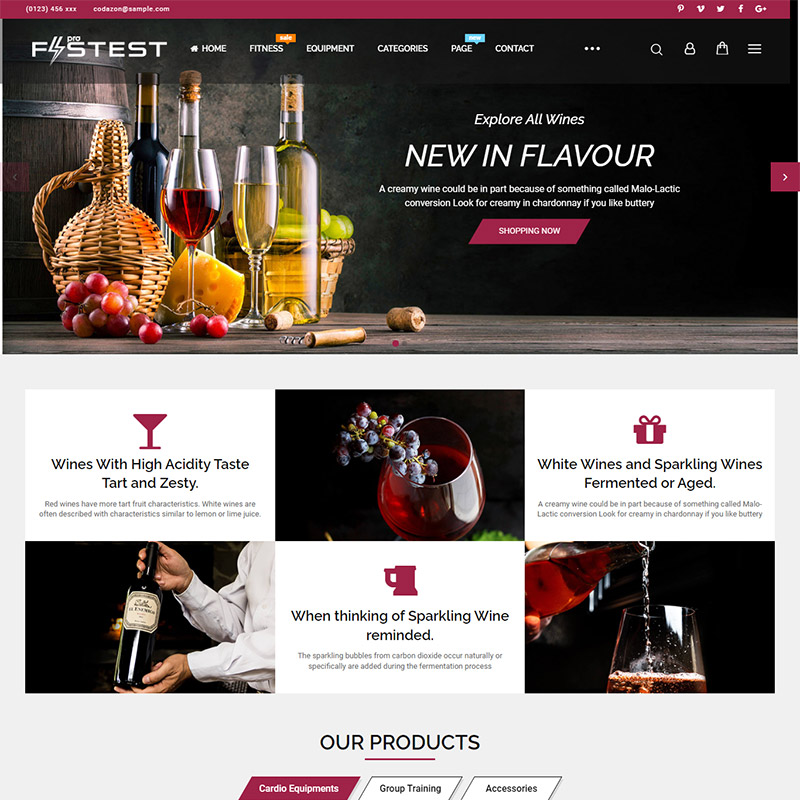 (0123) 456 xxx codazon@sample.com
pro
FASTEST
HOME FITNESS sale EQUIPMENT CATEGORIES PAGE new CONTACT
Explore All Wines
NEW IN FLAVOUR
A creamy wine could be in part because of something called Malo-Lactic
conversion Look for creamy in chardonnay if you like buttery
SHOPPING NOW
Wines With High Acidity Taste
Tart and Zesty.
Red wines have more tart fruit characteristics. White wines are
often described with characteristics similar to lemon or lime juice.
White Wines and Sparkling Wines
Fermented or Aged.
A creamy wine could be in part because of something called Malo-
Lactic conversion Look for creamy in chardonnay if you like buttery
EL ENEMIGO
When thinking of Sparkling Wine
reminded.
The sparkling bubbles from carbon dioxide occur naturally or
specifically are added during the fermentation process
OUR PRODUCTS
Cardio Equipments Group Training Accessories